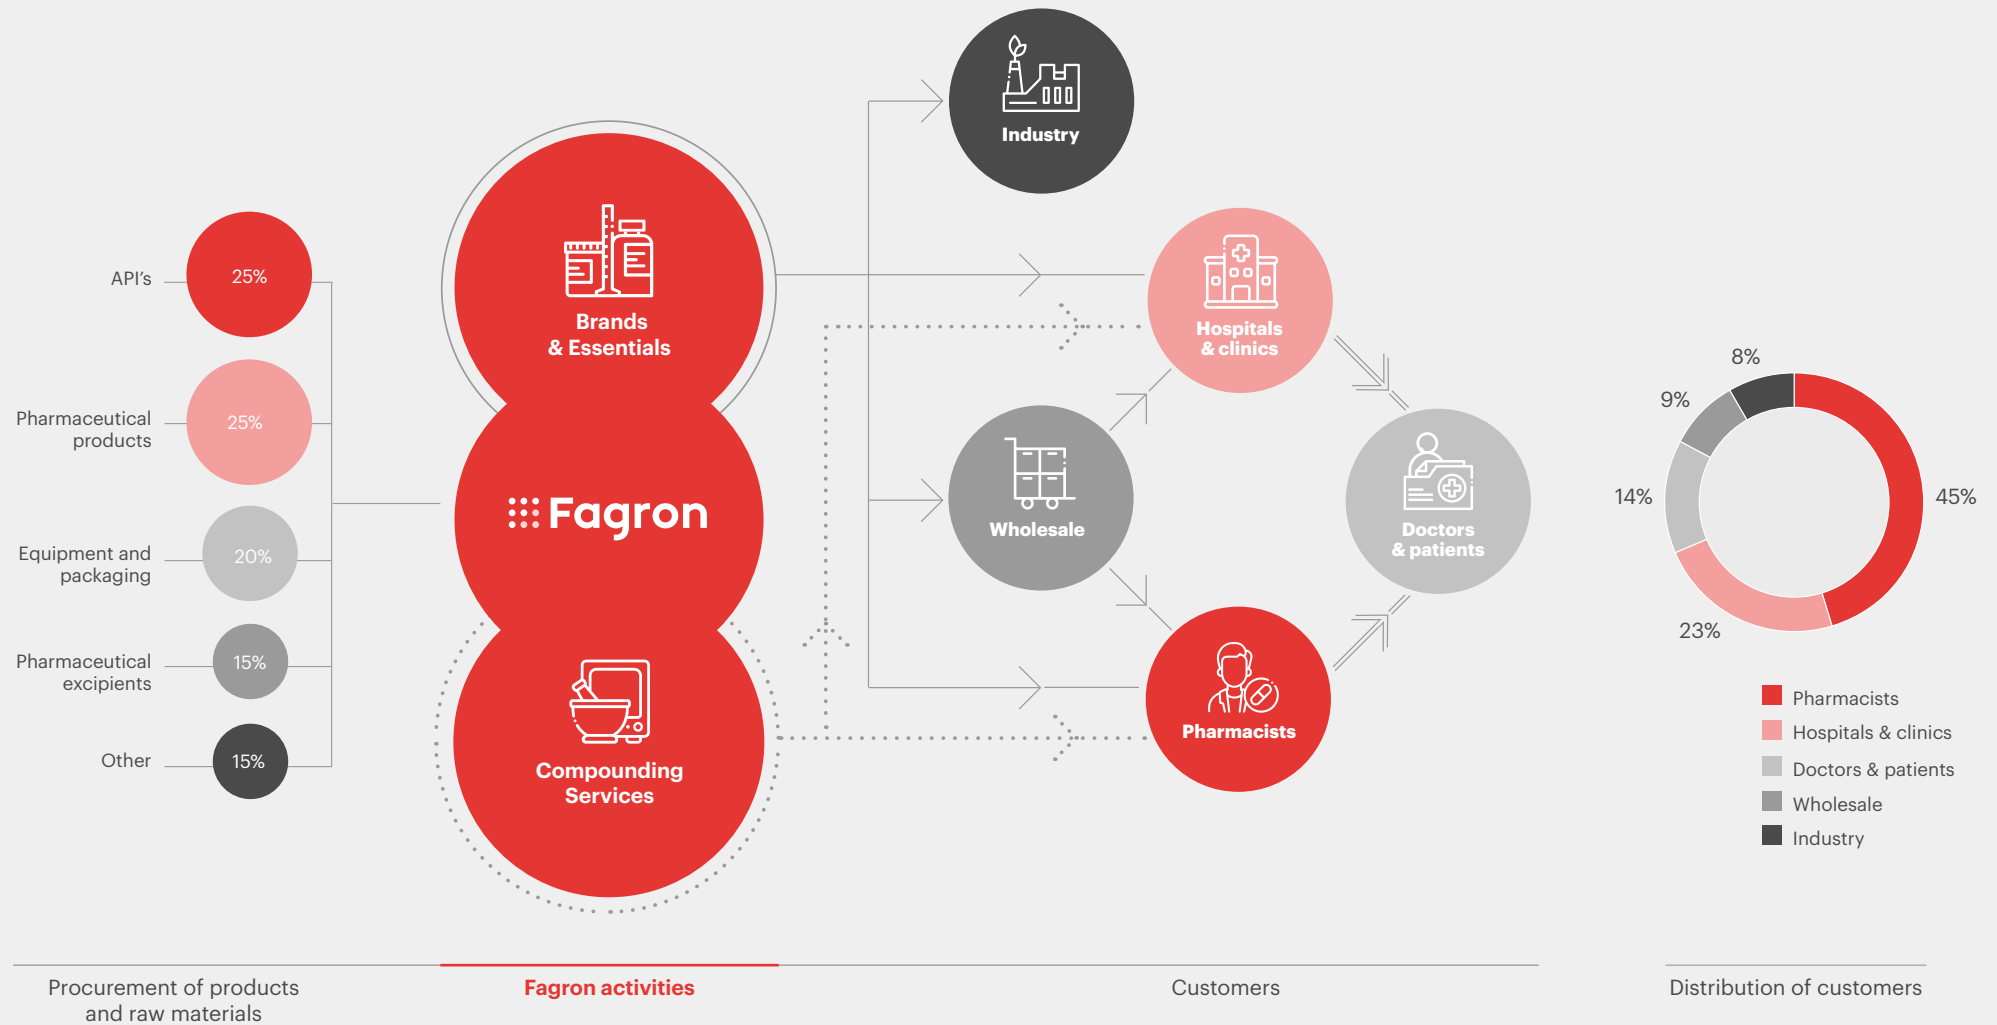 API's
25%
Pharmaceutical
products
25%
Equipment and
packaging
20%
Pharmaceutical
excipients
15%
Other
15%
Brands
& Essentials
Fagron
Compounding
Services
Industry
Hospitals
& clinics
Wholesale
Doctors
& patients
Pharmacists
8%
9%
14%
45%
23%
Pharmacists
Hospitals & clinics
Doctors & patients
Wholesale
Industry
Procurement of products
and raw materials
Fagron activities
Customers
Distribution of customers